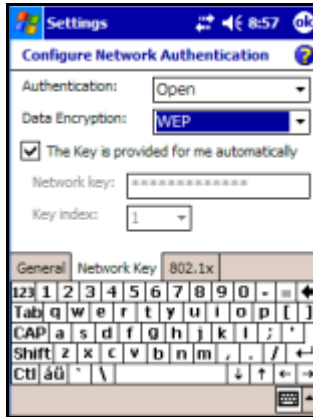 Settings 8:57 ok
Configure Network Authentication ?
Authentication: Open
Data Encryption: WEP
The Key is provided for me automatically
Network key: *************
Key index: 1
General Network Key 802.1x
123 1 2 3 4 5 6 7 8 9 0 - =
Tab q w e r t y u i o p [ ]
CAP a s d f g h j k l ; '
Shift z x c v b n m , . /
Ctl áü ` \